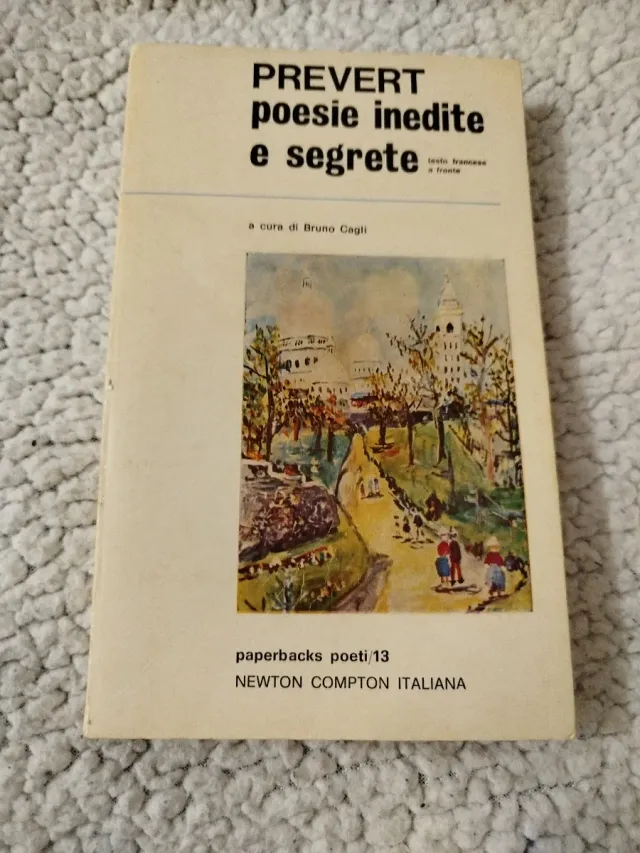 PREVERT
poesie inedite
e segrete
testo francese
a fronte
a cura di Bruno Cagli
paperbacks poeti/13
NEWTON COMPTON ITALIANA